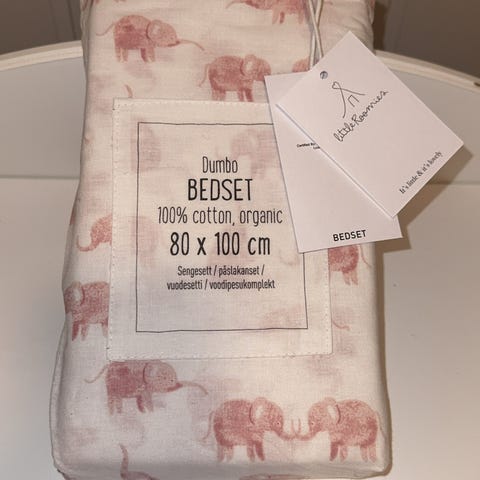 Dumbo
BEDSET
100% cotton, organic
80 x 100 cm
Sengesett / påslakanset /
vuodesetti / voodipesukomplekt
littleRoomies
It's little & it's lovely
BEDSET